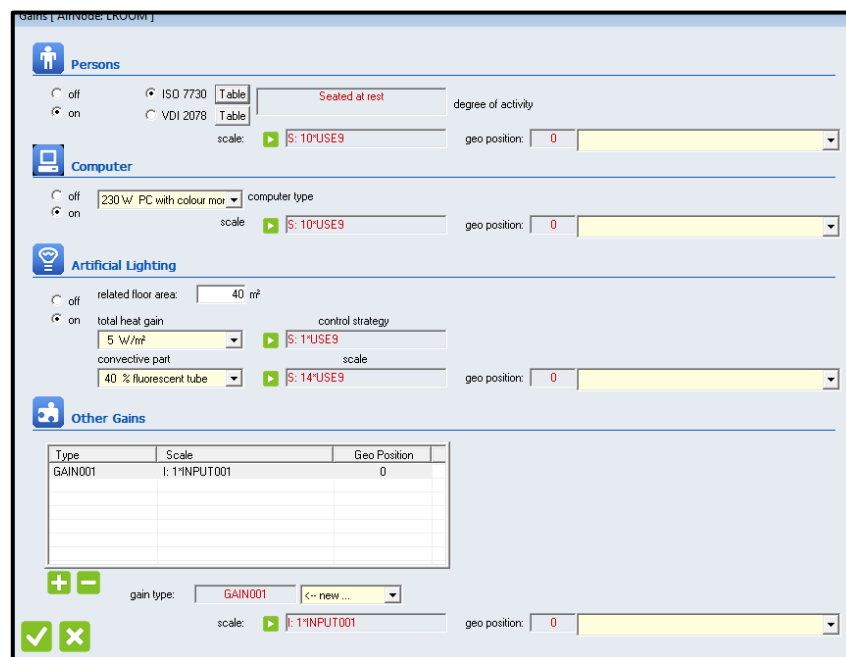 Gains [ AirNode: LROOM ]
Persons
off
on
ISO 7730 Table
VDI 2078 Table
Seated at rest
degree of activity
scale: S: 10*USE9 geo position: 0
Computer
off
on
230 W PC with colour mor computer type
scale S: 10*USE9 geo position: 0
Artificial Lighting
off
on
related floor area: 40 m²
total heat gain control strategy
5 W/m² S: 1*USE9
convective part scale
40 % fluorescent tube S: 14*USE9 geo position: 0
Other Gains
Type Scale Geo Position
GAIN001 I: 1*INPUT001 0
gain type: GAIN001 <-- new ...
scale: I: 1*INPUT001 geo position: 0